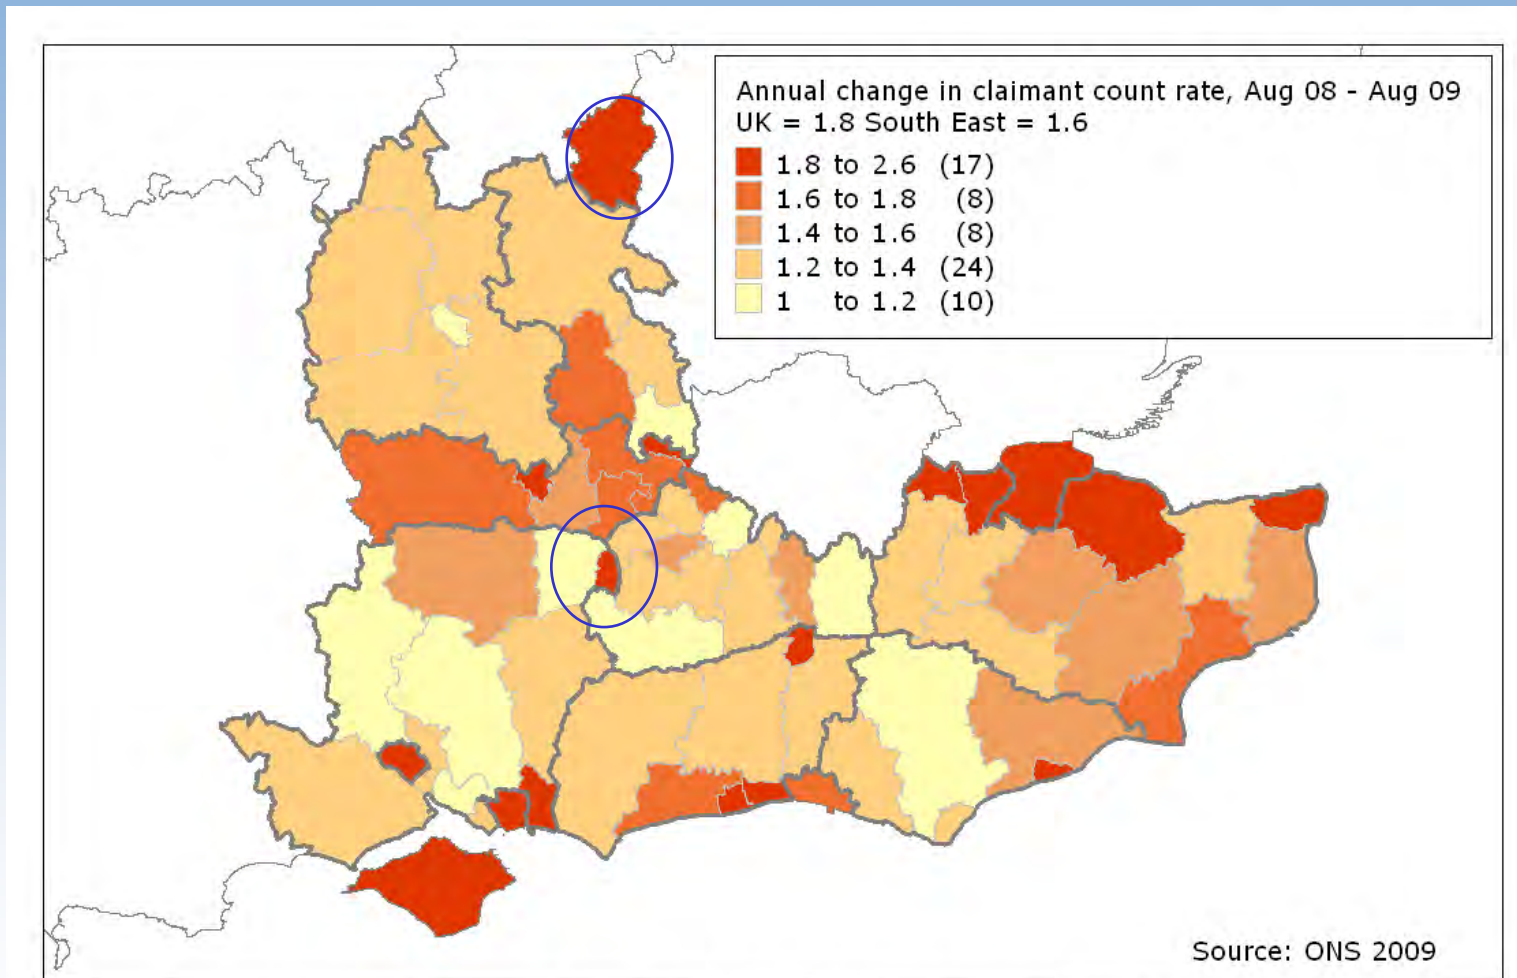 Annual change in claimant count rate, Aug 08 - Aug 09
UK = 1.8 South East = 1.6
1.8 to 2.6 (17)
1.6 to 1.8 (8)
1.4 to 1.6 (8)
1.2 to 1.4 (24)
1 to 1.2 (10)
Source: ONS 2009